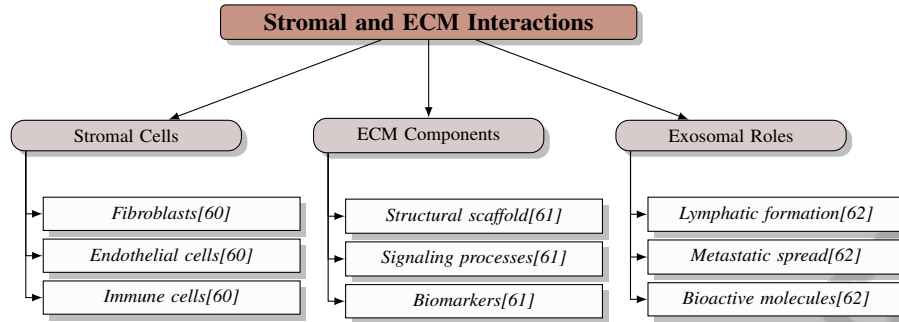 Stromal and ECM Interactions
Stromal Cells
Fibroblasts[60]
Endothelial cells[60]
Immune cells[60]
ECM Components
Structural scaffold[61]
Signaling processes[61]
Biomarkers[61]
Exosomal Roles
Lymphatic formation[62]
Metastatic spread[62]
Bioactive molecules[62]